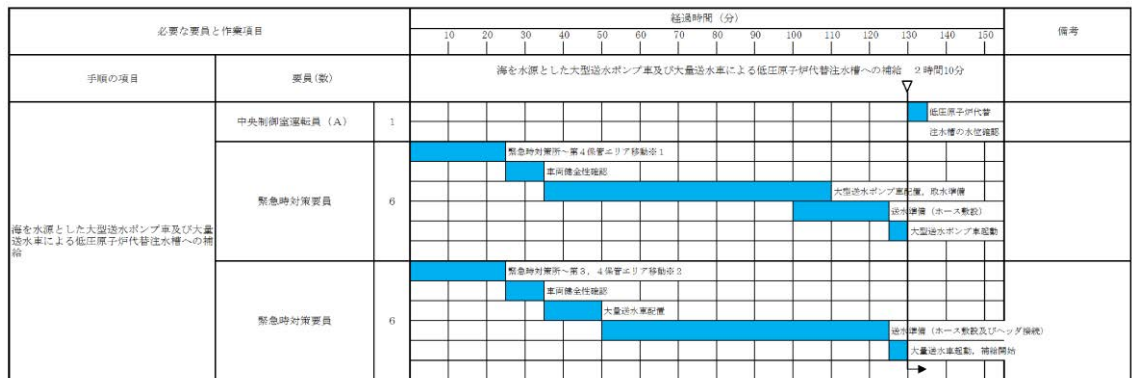 必要な要員と作業項目
経過時間（分）
備考
10 20 30 40 50 60 70 80 90 100 110 120 130 140 150
手順の項目
要員(数)
海を水源とした大型送水ポンプ車及び大量送水車による低圧原子炉代替注水槽への補給　2時間10分
▽
海を水源とした大型送水ポンプ車及び大量
送水車による低圧原子炉代替注水槽への補
給
中央制御室運転員（A）
1
低圧原子炉代替
注水槽の水位確認
緊急時対策要員
6
緊急時対策所～第4保管エリア移動※1
車両健全性確認
大型送水ポンプ車配置，取水準備
送水準備（ホース敷設）
大型送水ポンプ車起動
緊急時対策要員
6
緊急時対策所～第3，4保管エリア移動※2
車両健全性確認
大量送水車配置
送水準備（ホース敷設及びヘッダ接続）
大量送水車起動，補給開始